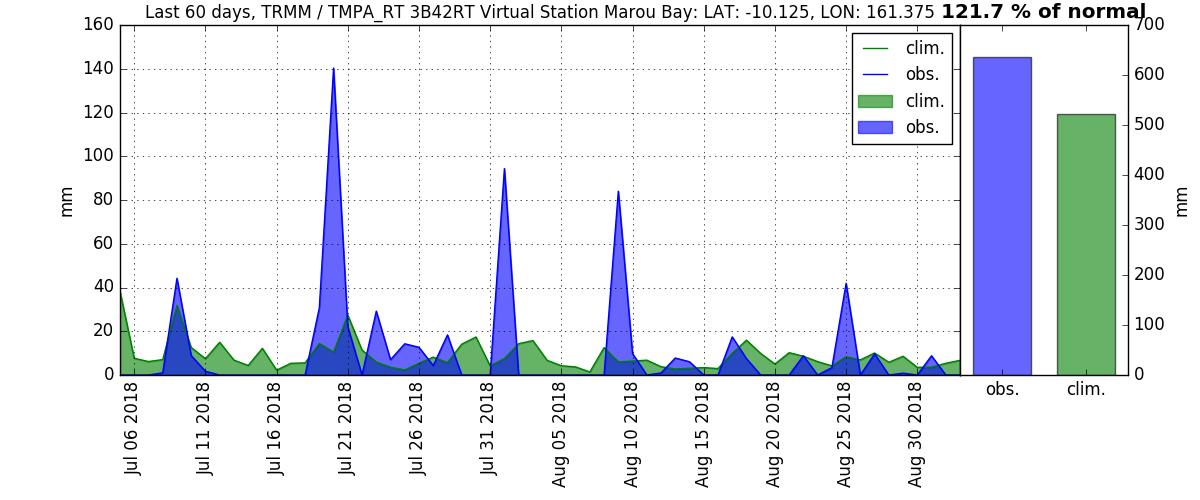 Last 60 days, TRMM / TMPA_RT 3B42RT Virtual Station Marou Bay: LAT: -10.125, LON: 161.375 121.7 % of normal
160
140
120
100
80
60
40
20
0
mm
clim.
obs.
clim.
obs.
700
600
500
400
300
200
100
0
mm
Jul 06 2018
Jul 11 2018
Jul 16 2018
Jul 21 2018
Jul 26 2018
Jul 31 2018
Aug 05 2018
Aug 10 2018
Aug 15 2018
Aug 20 2018
Aug 25 2018
Aug 30 2018
obs.
clim.